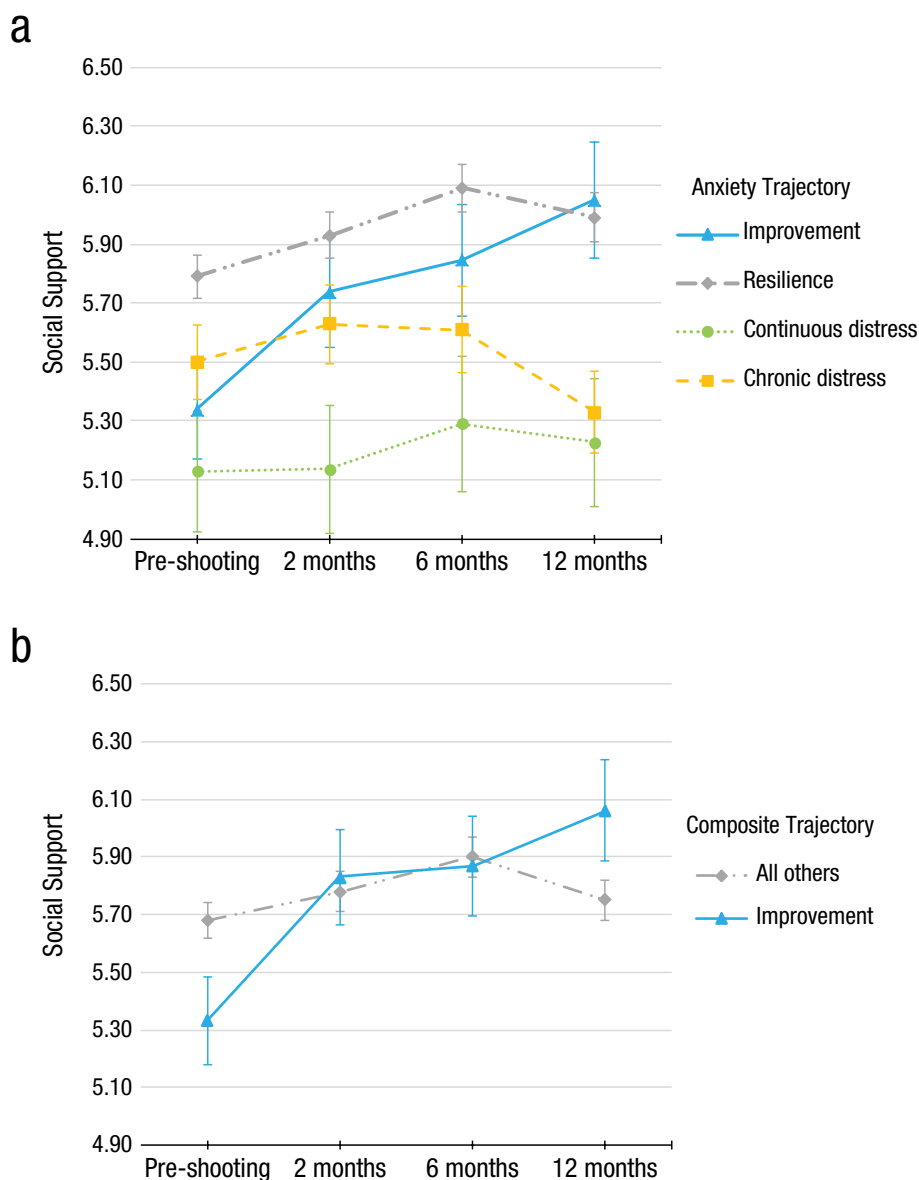 a
6.50
6.30
6.10
5.90
5.70
5.50
5.30
5.10
4.90
Social Support
Pre-shooting 2 months 6 months 12 months
Anxiety Trajectory
Improvement
Resilience
Continuous distress
Chronic distress
b
6.50
6.30
6.10
5.90
5.70
5.50
5.30
5.10
4.90
Social Support
Pre-shooting 2 months 6 months 12 months
Composite Trajectory
All others
Improvement